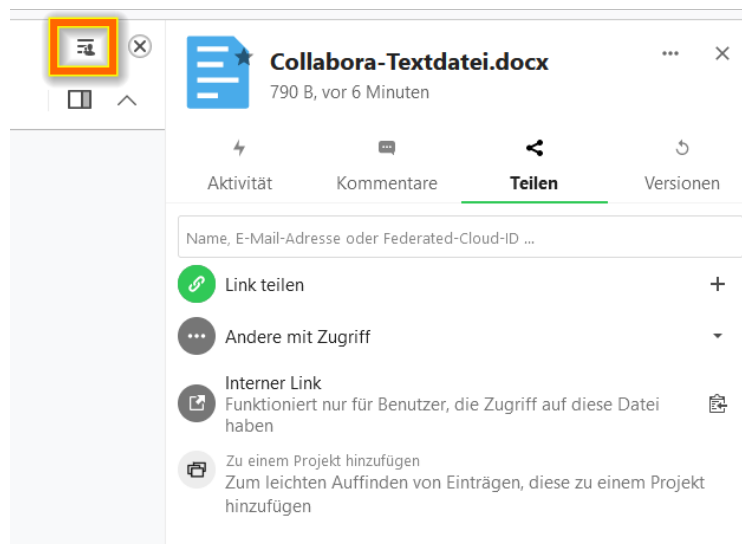 Collabora-Textdatei.docx
790 B, vor 6 Minuten
Aktivität
Kommentare
Teilen
Versionen
Name, E-Mail-Adresse oder Federated-Cloud-ID ...
Link teilen
Andere mit Zugriff
Interner Link
Funktioniert nur für Benutzer, die Zugriff auf diese Datei
haben
Zu einem Projekt hinzufügen
Zum leichten Auffinden von Einträgen, diese zu einem Projekt
hinzufügen